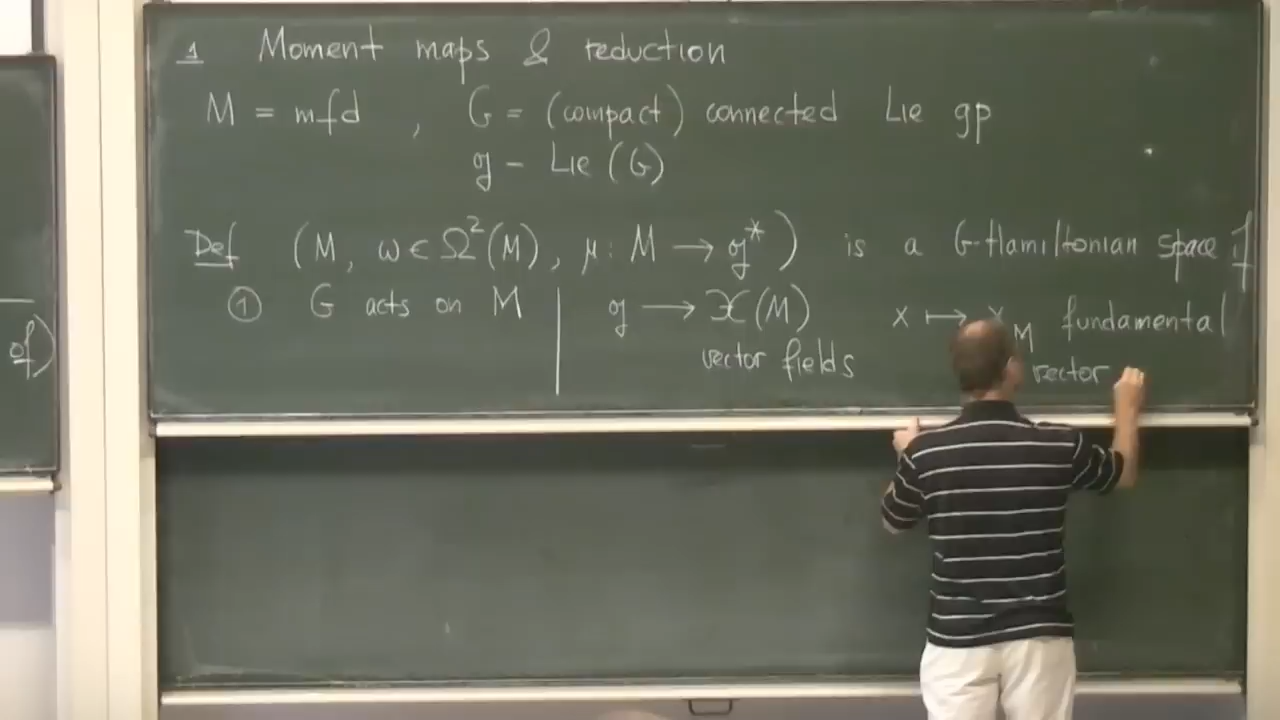 1 Moment maps & reduction
M = mfd , G = (compact) connected Lie gp
𝔤 - Lie (G)
Def (M, ω ∈ Ω²(M), μ: M → 𝔤*) is a G-Hamiltonian space if
① G acts on M | 𝔤 → 𝔛(M) x ↦ x_M fundamental
vector fields vector
of)